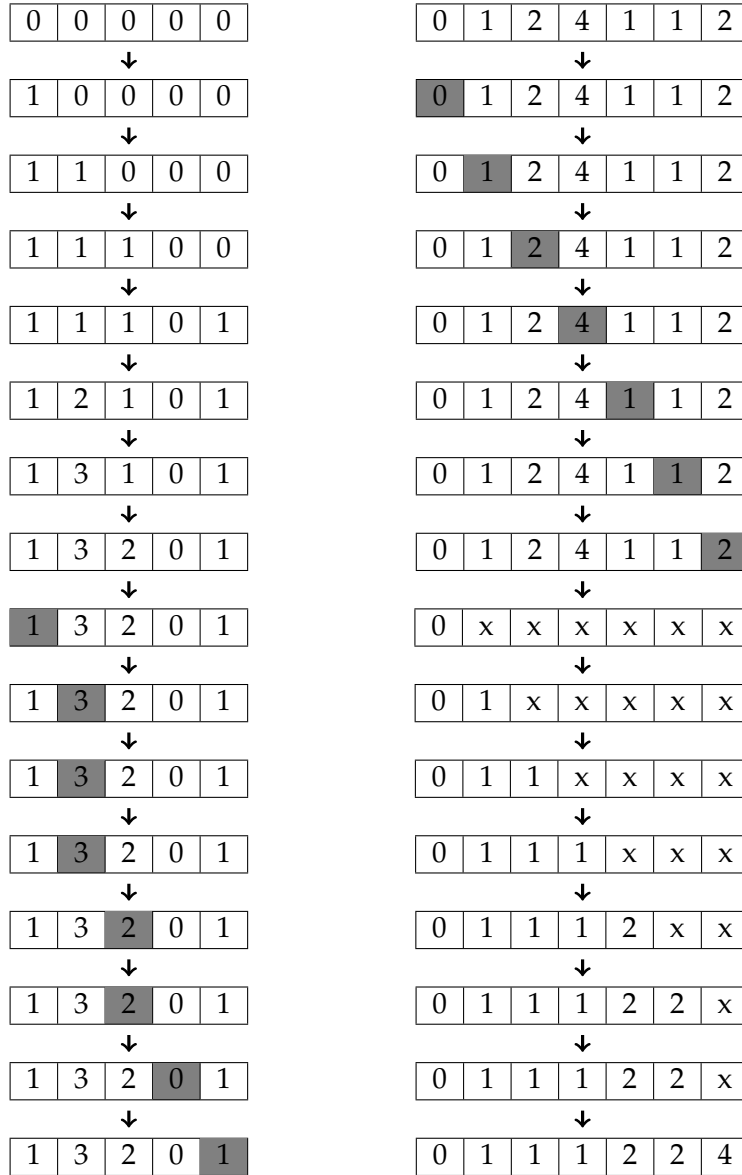 0 0 0 0 0 0 1 2 4 1 1 2
↓ ↓
1 0 0 0 0 0 1 2 4 1 1 2
↓ ↓
1 1 0 0 0 0 1 2 4 1 1 2
↓ ↓
1 1 1 0 0 0 1 2 4 1 1 2
↓ ↓
1 1 1 0 1 0 1 2 4 1 1 2
↓ ↓
1 2 1 0 1 0 1 2 4 1 1 2
↓ ↓
1 3 1 0 1 0 1 2 4 1 1 2
↓ ↓
1 3 2 0 1 0 1 2 4 1 1 2
↓ ↓
1 3 2 0 1 0 x x x x x x
↓ ↓
1 3 2 0 1 0 1 x x x x x
↓ ↓
1 3 2 0 1 0 1 1 x x x x
↓ ↓
1 3 2 0 1 0 1 1 1 x x x
↓ ↓
1 3 2 0 1 0 1 1 1 2 x x
↓ ↓
1 3 2 0 1 0 1 1 1 2 2 x
↓ ↓
1 3 2 0 1 0 1 1 1 2 2 x
↓ ↓
1 3 2 0 1 0 1 1 1 2 2 4